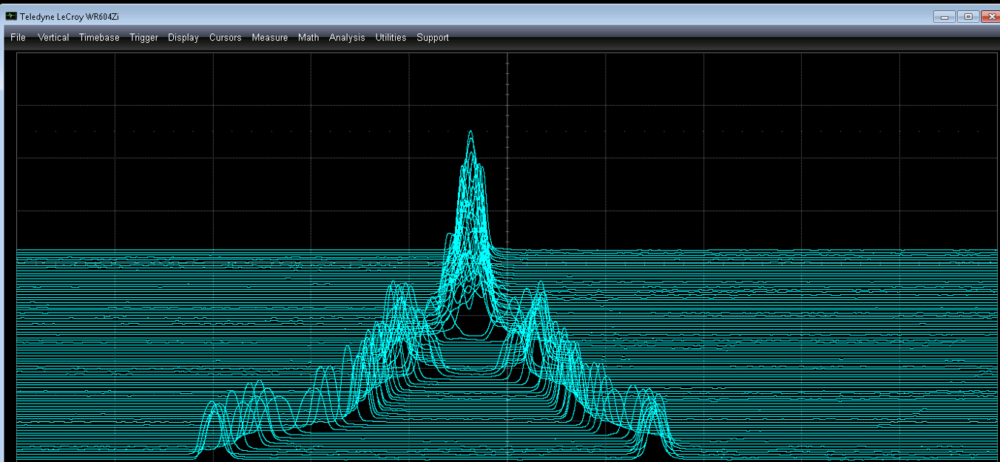 Teledyne LeCroy WR604Zi
File Vertical Timebase Trigger Display Cursors Measure Math Analysis Utilities Support